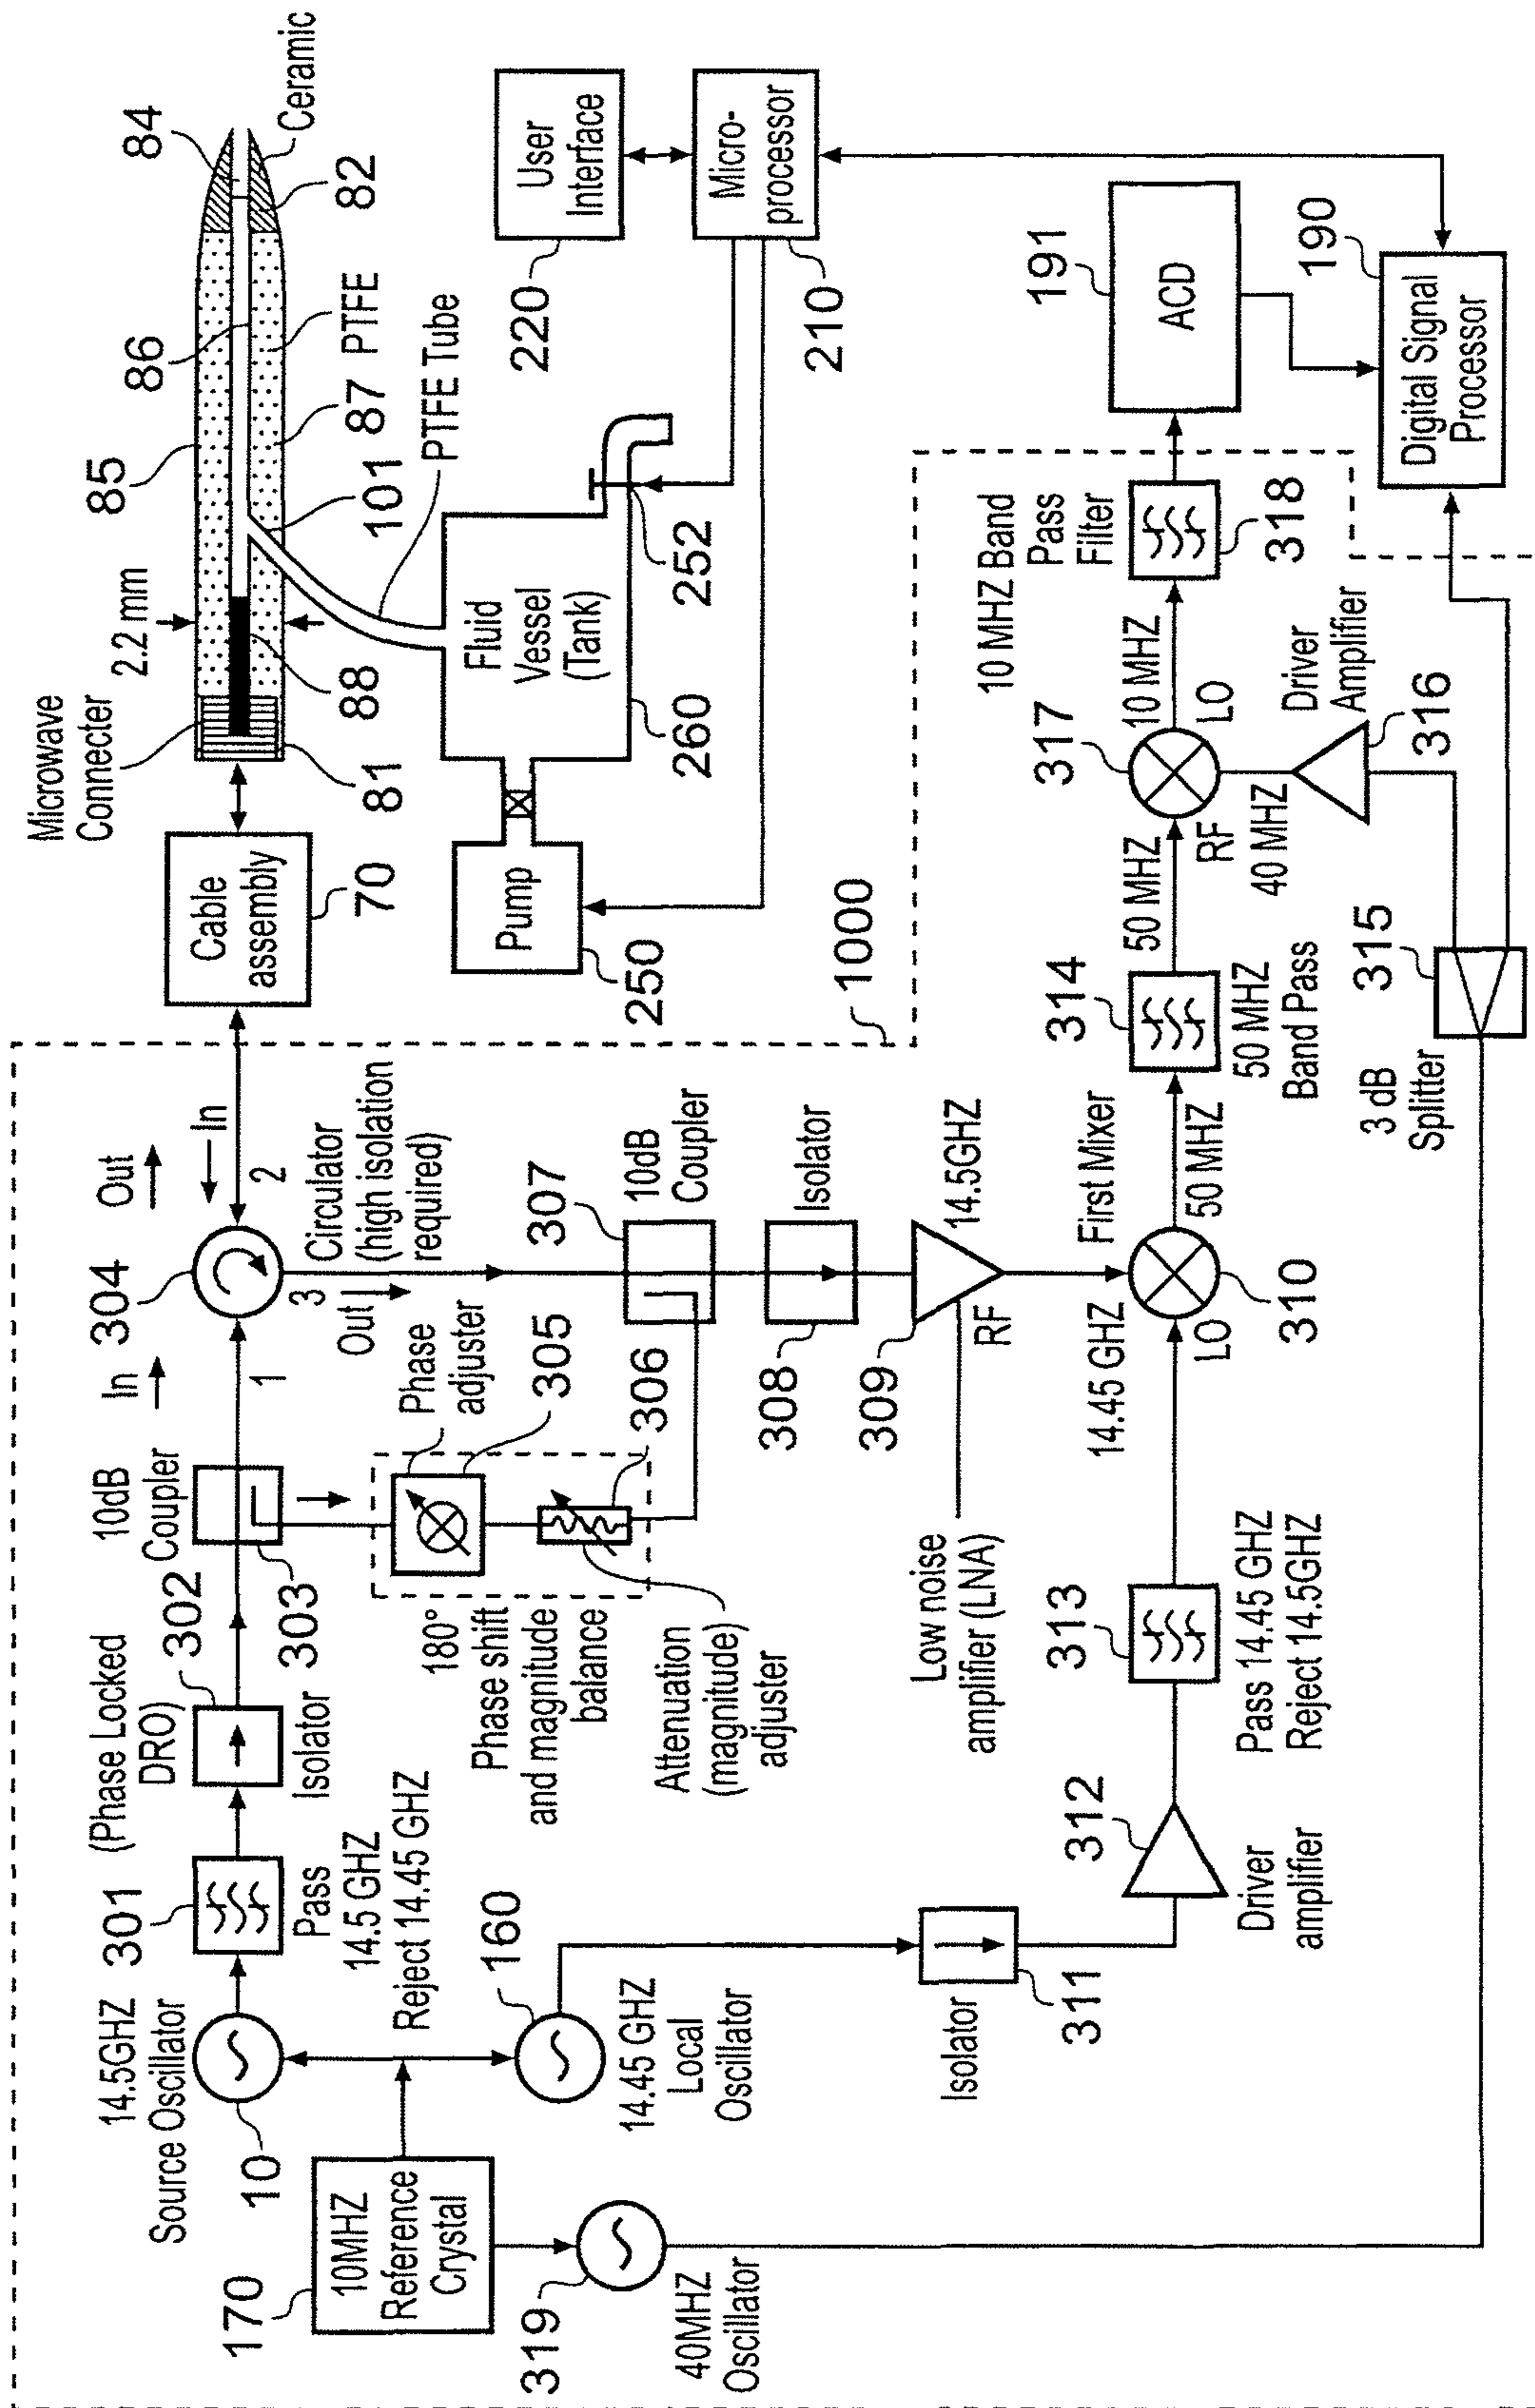 Microwave
Connecter
2.2 mm
85
86
84
Ceramic
82
PTFE
87
101
PTFE Tube
88
81
Cable
assembly
70
Fluid
Vessel
(Tank)
260
252
Pump
250
User
Interface
220
Micro-
processor
210
1000
14.5GHZ
Source Oscillator
10
301
Pass
14.5 GHZ
Reject 14.45 GHZ
(Phase Locked
DRO)
302
Isolator
10dB
Coupler
303
In
1
304
Out
In
2
Circulator
(high isolation
required)
3
Out
Phase
adjuster
305
306
180°
Phase shift
and magnitude
balance
Attenuation
(magnitude)
adjuster
307
10dB
Coupler
Isolator
308
309
14.5GHZ
RF
Low noise
amplifier (LNA)
170
10MHZ
Reference
Crystal
160
14.45 GHZ
Local
Oscillator
319
40MHZ
Oscillator
Isolator
311
312
Driver
amplifier
313
Pass 14.45 GHZ
Reject 14.5GHZ
14.45 GHZ
LO
First Mixer
310
50 MHZ
314
50 MHZ
Band Pass
50 MHZ
RF
317
LO
10 MHZ
40 MHZ
Driver
Amplifier
316
3 dB
Splitter
315
10 MHZ Band
Pass
Filter
318
191
ACD
190
Digital Signal
Processor